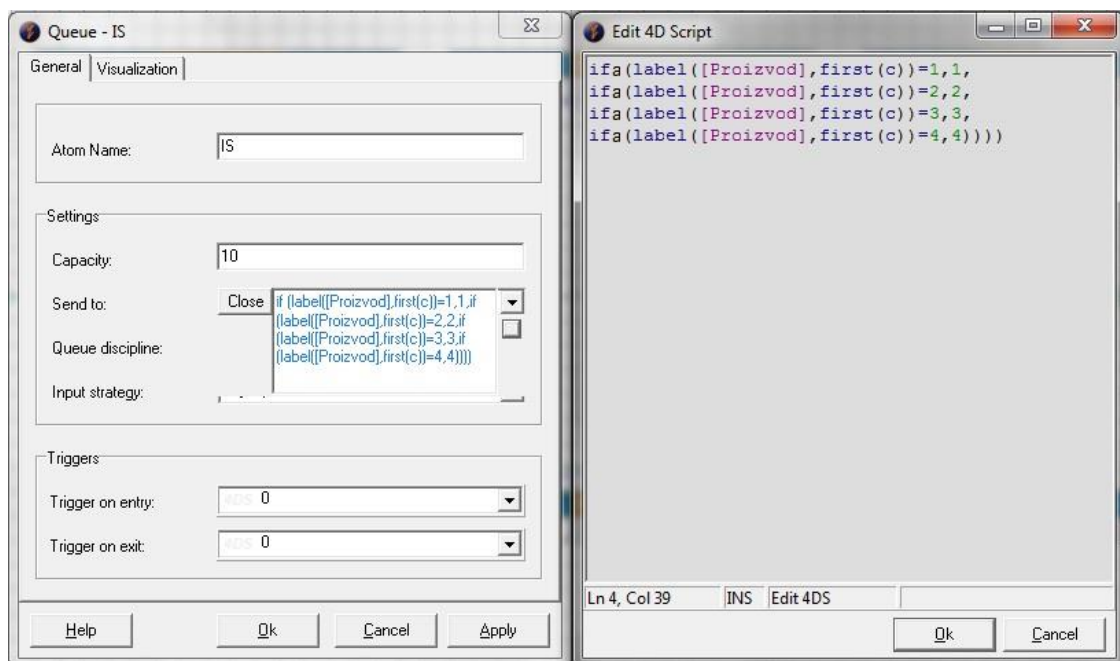 Queue - IS
General
Visualization
Atom Name:
IS
Settings
Capacity:
10
Send to:
Close
if (label([Proizvod],first(c))=1,1,if
(label([Proizvod],first(c))=2,2,if
(label([Proizvod],first(c))=3,3,if
(label([Proizvod],first(c))=4,4))))
Queue discipline:
Input strategy:
Triggers
Trigger on entry:
4DS 0
Trigger on exit:
4DS 0
Help
Ok
Cancel
Apply
Edit 4D Script
ifa(label([Proizvod],first(c))=1,1,
ifa(label([Proizvod],first(c))=2,2,
ifa(label([Proizvod],first(c))=3,3,
ifa(label([Proizvod],first(c))=4,4))))
Ln 4, Col 39
INS
Edit 4DS
Ok
Cancel